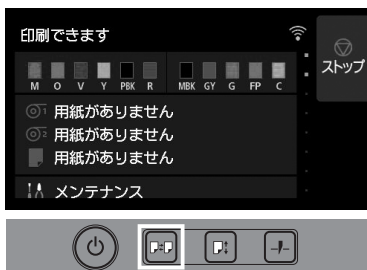 印刷できます
ストップ
M O V Y PBK R MBK GY G FP C
1 用紙がありません
2 用紙がありません
用紙がありません
メンテナンス